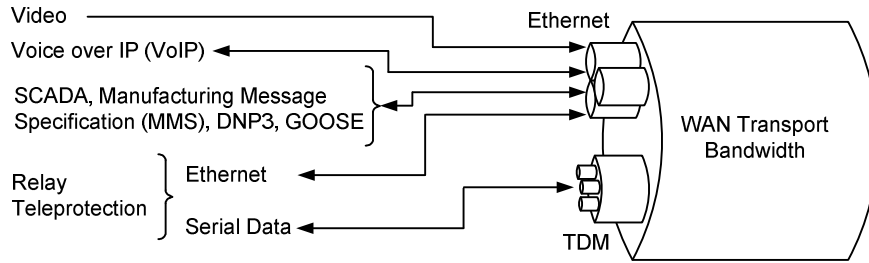 Video
Ethernet
Voice over IP (VoIP)
SCADA, Manufacturing Message
Specification (MMS), DNP3, GOOSE
WAN Transport
Bandwidth
Relay
Teleprotection
Ethernet
Serial Data
TDM